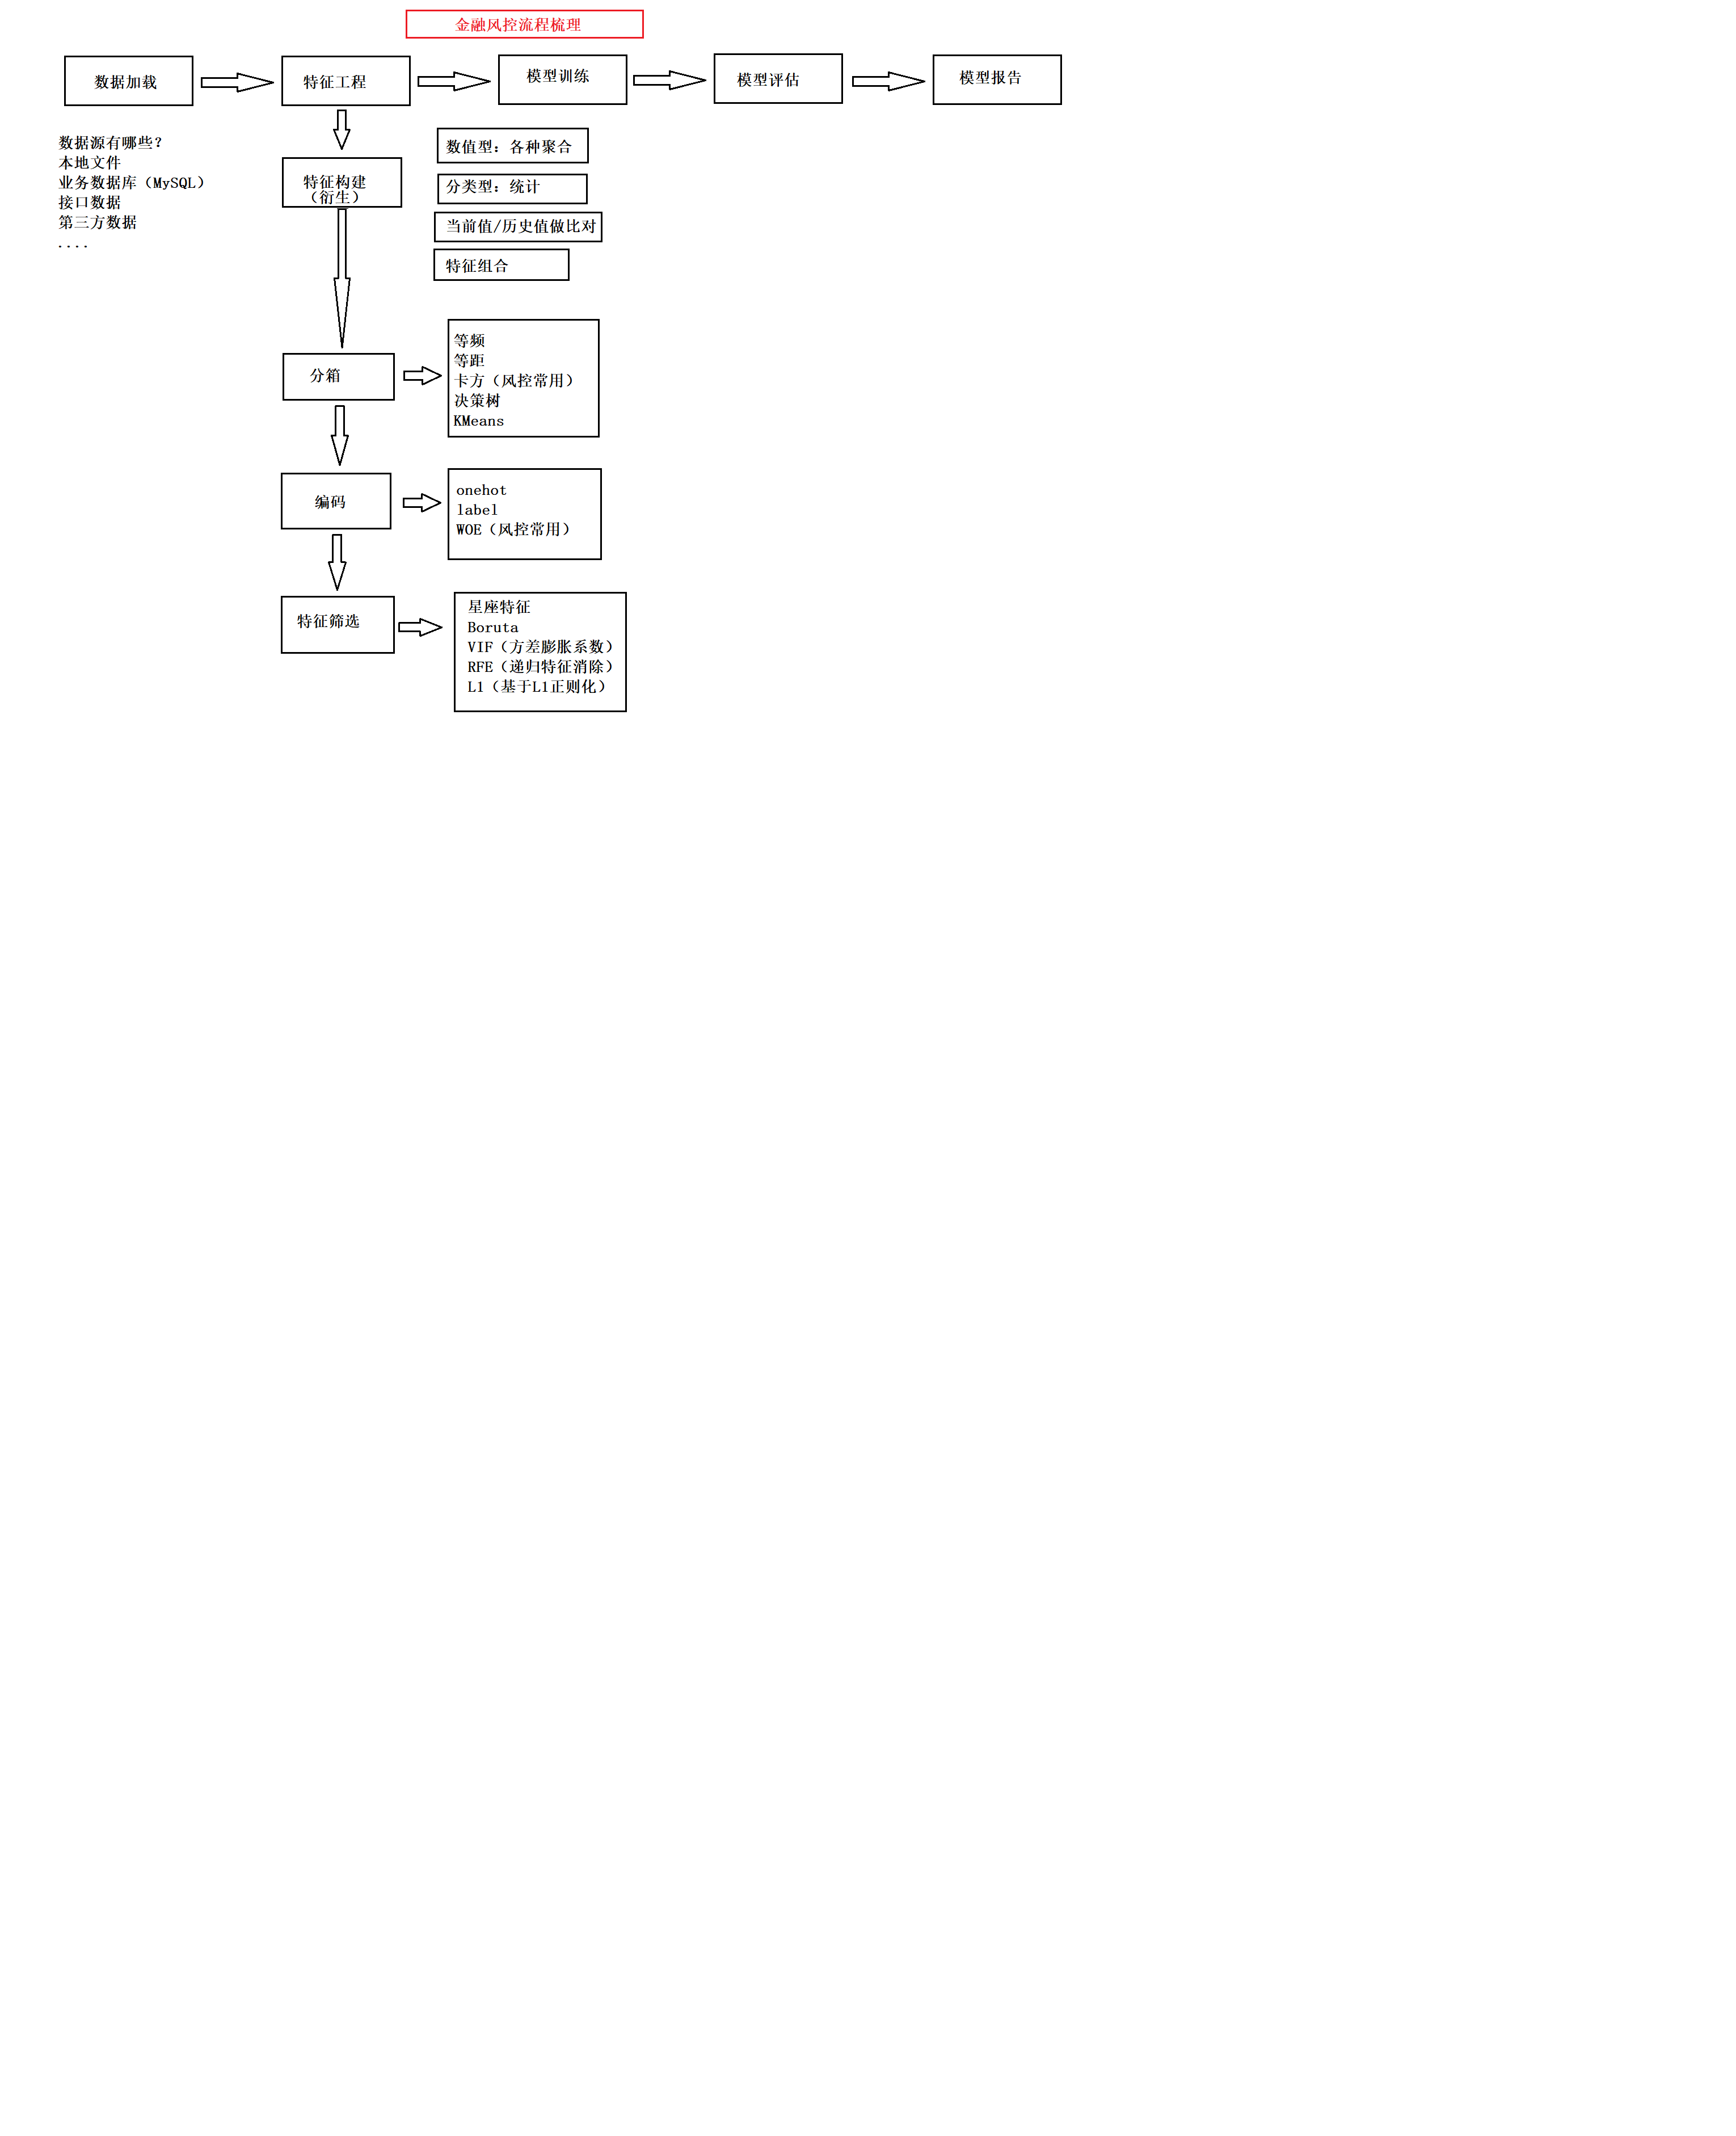 金融风控流程梳理
数据加载
特征工程
模型训练
模型评估
模型报告
数据源有哪些?
本地文件
业务数据库（MySQL）
接口数据
第三方数据
....
特征构建
（衍生）
数值型：各种聚合
分类型：统计
当前值/历史值做比对
特征组合
分箱
等频
等距
卡方（风控常用）
决策树
KMeans
编码
onehot
label
WOE（风控常用）
特征筛选
星座特征
Boruta
VIF（方差膨胀系数）
RFE（递归特征消除）
L1（基于L1正则化）